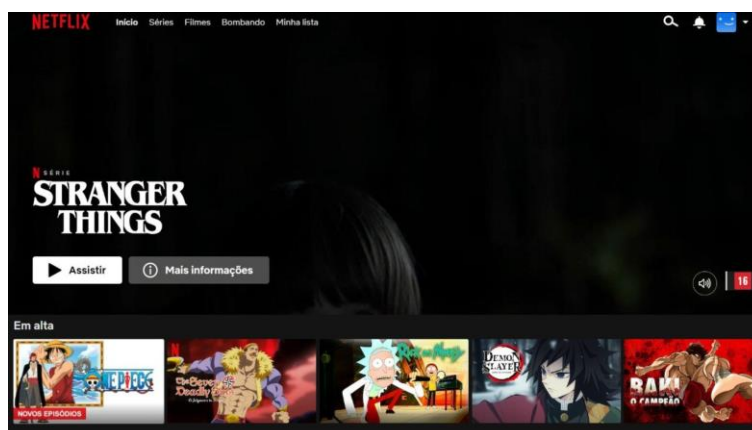 NETFLIX Início Séries Filmes Bombando Minha lista
N SÉRIE
STRANGER
THINGS
Assistir Mais informações
16
Em alta
ONE PIECE
The Seven
Deadly Sins
Rick and Morty
DEMON
SLAYER
BAKI
O CAMPEÃO
NOVOS EPISÓDIOS